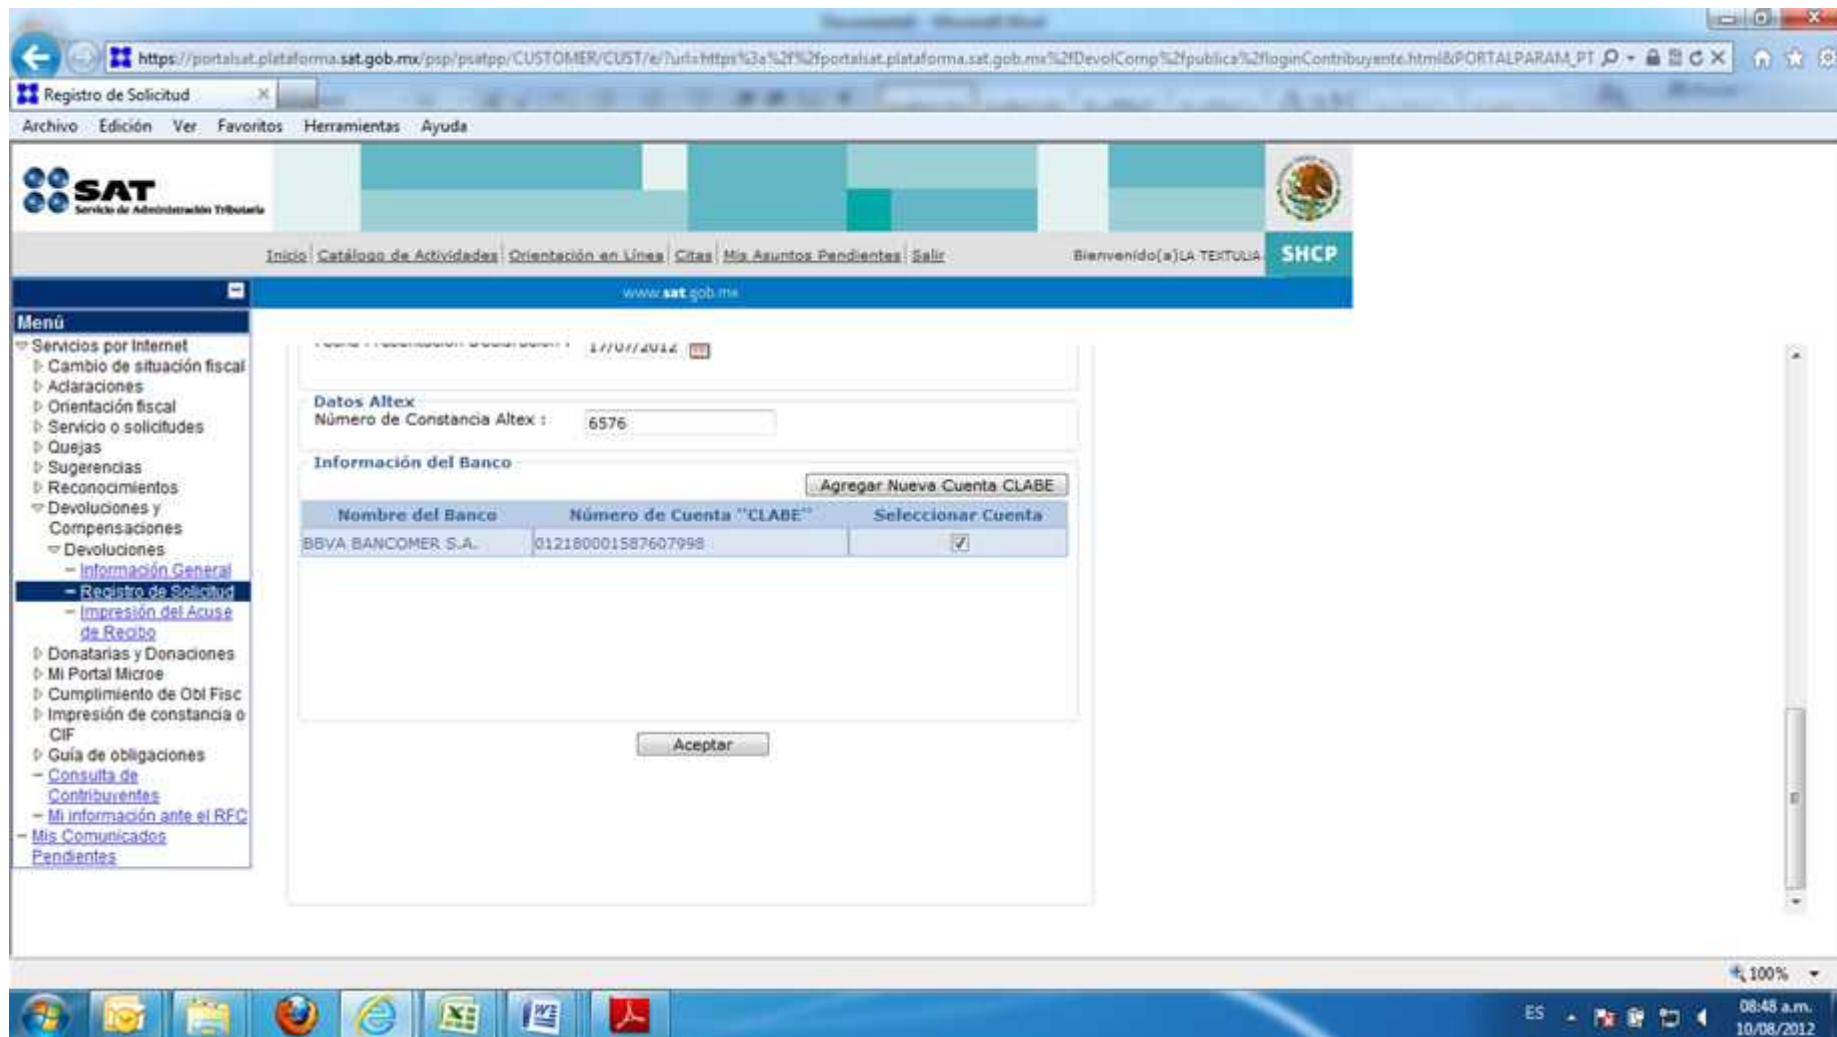 https://portalsat.plataforma.sat.gob.mx/psp/psatpp/CUSTOMER/CUST/e/?url=https%3a%2f%2fportalsat.plataforma.sat.gob.mx%2fDevolComp%2fpublica%2floginContribuyente.html&PORTALPARAM_PT
Registro de Solicitud
Archivo Edición Ver Favoritos Herramientas Ayuda
SAT
Servicio de Administración Tributaria
Inicio Catálogo de Actividades Orientación en Línea Citas Mis Asuntos Pendientes Salir Bienvenido(a)LA TEXTULIA SHCP
www.sat.gob.mx
Menú
Servicios por Internet
Cambio de situación fiscal
Aclaraciones
Orientación fiscal
Servicio o solicitudes
Quejas
Sugerencias
Reconocimientos
Devoluciones y
Compensaciones
Devoluciones
Información General
Registro de Solicitud
Impresión del Acuse
de Recibo
Donatarias y Donaciones
Mi Portal Microe
Cumplimiento de Obl Fisc
Impresión de constancia o
CIF
Guía de obligaciones
Consulta de
Contribuyentes
Mi información ante el RFC
Mis Comunicados
Pendientes
17/07/2012
Datos Altex
Número de Constancia Altex : 6576
Información del Banco
Agregar Nueva Cuenta CLABE
Nombre del Banco Número de Cuenta "CLABE" Seleccionar Cuenta
BBVA BANCOMER S.A. 012180001587607998
Aceptar
100%
ES 08:48 a.m.
10/08/2012